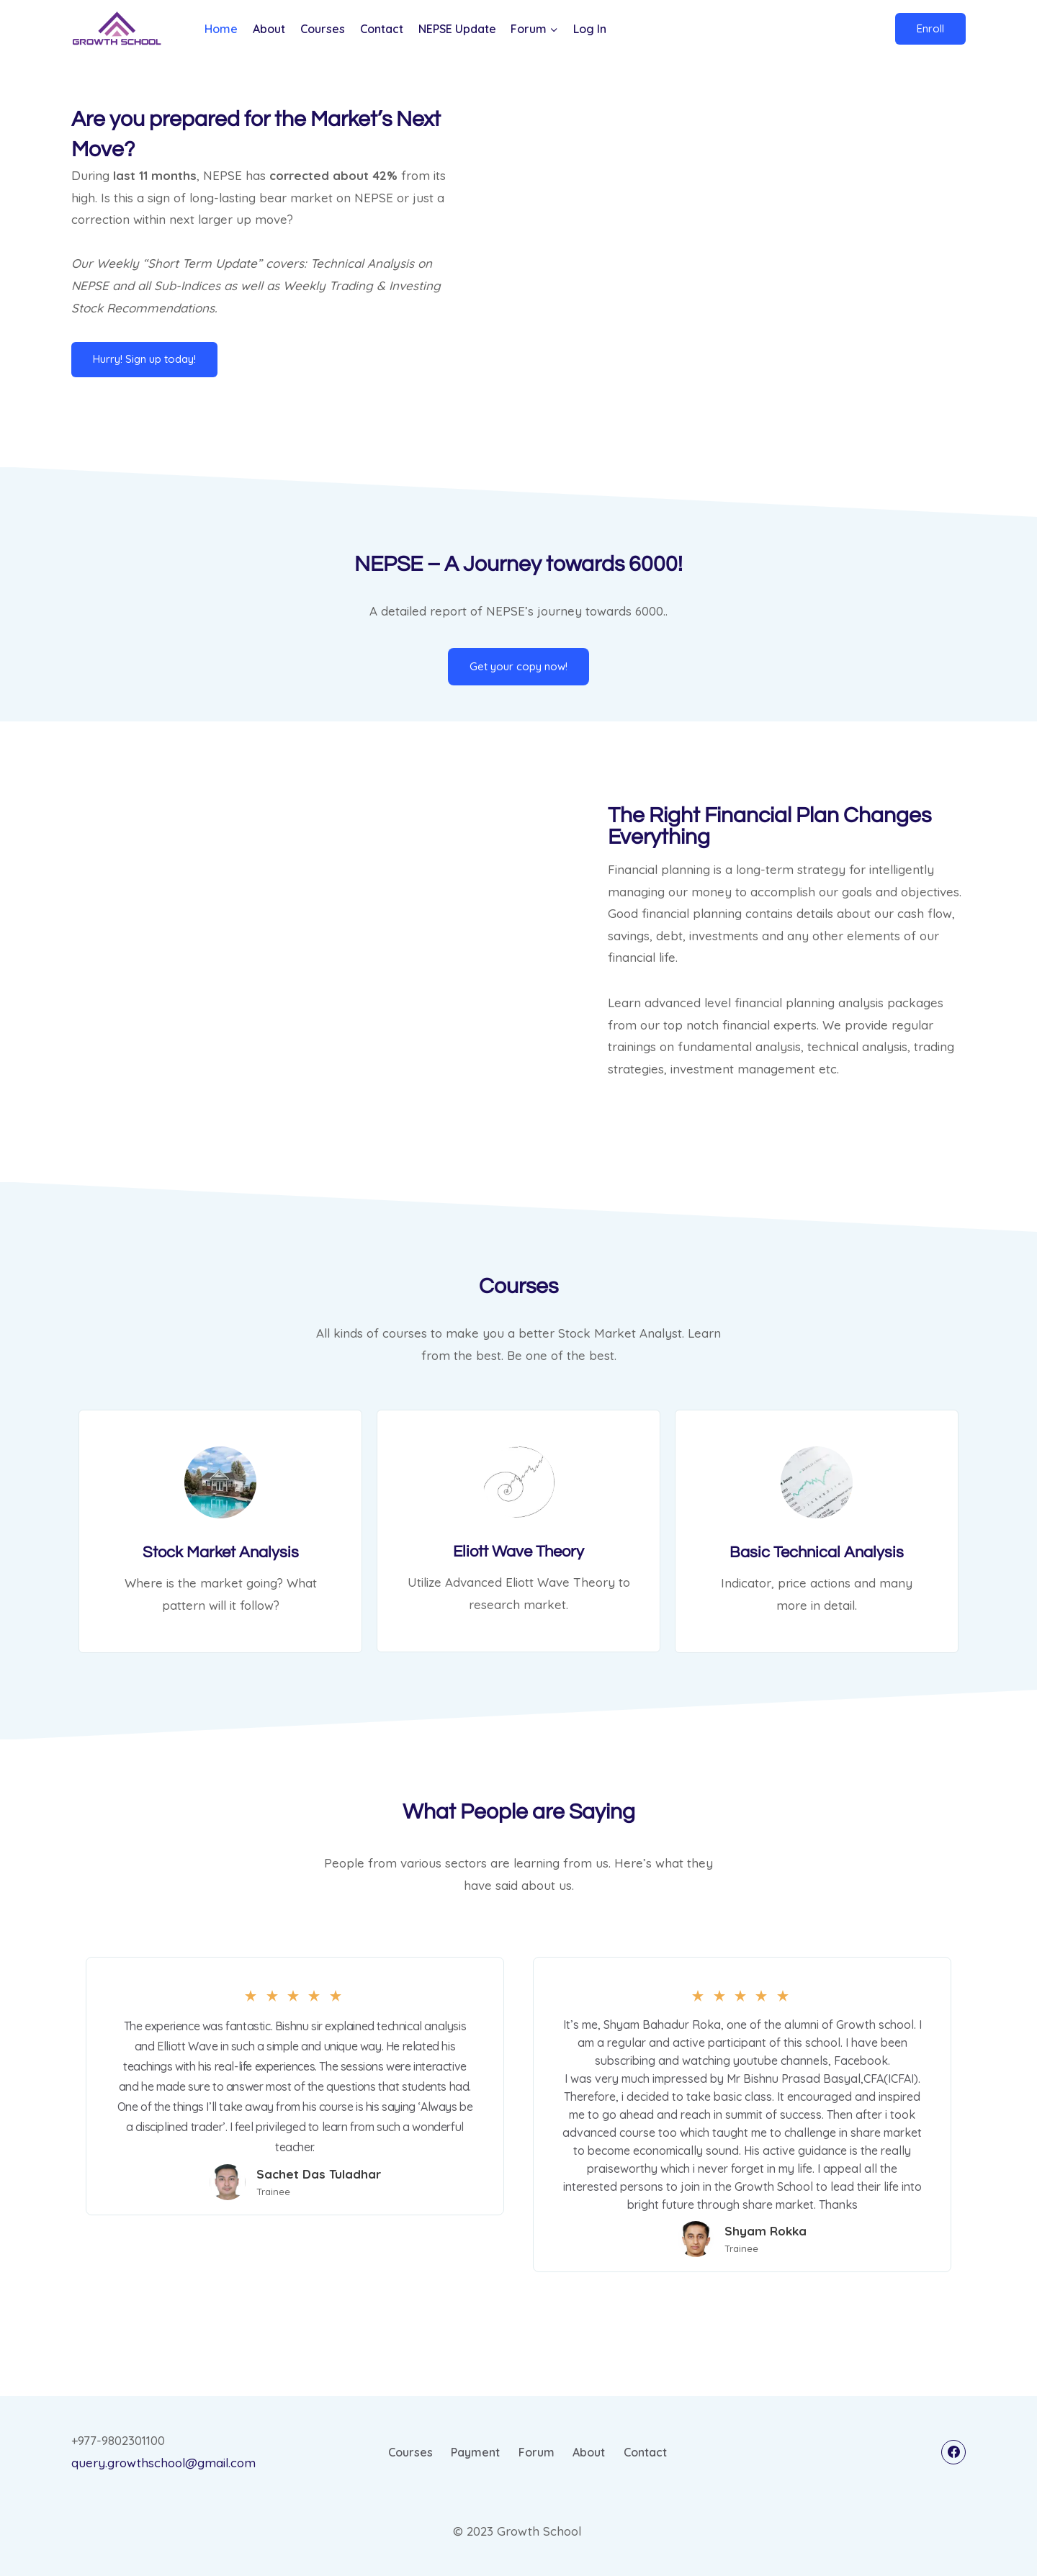 GROWTH SCHOOL
Home About Courses Contact NEPSE Update Forum Log In
Enroll
Are you prepared for the Market’s Next
Move?
During last 11 months, NEPSE has corrected about 42% from its
high. Is this a sign of long-lasting bear market on NEPSE or just a
correction within next larger up move?
Our Weekly “Short Term Update” covers: Technical Analysis on
NEPSE and all Sub-Indices as well as Weekly Trading & Investing
Stock Recommendations.
Hurry! Sign up today!
NEPSE – A Journey towards 6000!
A detailed report of NEPSE’s journey towards 6000..
Get your copy now!
The Right Financial Plan Changes
Everything
Financial planning is a long-term strategy for intelligently
managing our money to accomplish our goals and objectives.
Good financial planning contains details about our cash flow,
savings, debt, investments and any other elements of our
financial life.
Learn advanced level financial planning analysis packages
from our top notch financial experts. We provide regular
trainings on fundamental analysis, technical analysis, trading
strategies, investment management etc.
Courses
All kinds of courses to make you a better Stock Market Analyst. Learn
from the best. Be one of the best.
Stock Market Analysis
Where is the market going? What
pattern will it follow?
Eliott Wave Theory
Utilize Advanced Eliott Wave Theory to
research market.
Basic Technical Analysis
Indicator, price actions and many
more in detail.
What People are Saying
People from various sectors are learning from us. Here’s what they
have said about us.
The experience was fantastic. Bishnu sir explained technical analysis
and Elliott Wave in such a simple and unique way. He related his
teachings with his real-life experiences. The sessions were interactive
and he made sure to answer most of the questions that students had.
One of the things I’ll take away from his course is his saying ‘Always be
a disciplined trader’. I feel privileged to learn from such a wonderful
teacher.
Sachet Das Tuladhar
Trainee
It’s me, Shyam Bahadur Roka, one of the alumni of Growth school. I
am a regular and active participant of this school. I have been
subscribing and watching youtube channels, Facebook.
I was very much impressed by Mr Bishnu Prasad Basyal,CFA(ICFAI).
Therefore, i decided to take basic class. It encouraged and inspired
me to go ahead and reach in summit of success. Then after i took
advanced course too which taught me to challenge in share market
to become economically sound. His active guidance is the really
praiseworthy which i never forget in my life. I appeal all the
interested persons to join in the Growth School to lead their life into
bright future through share market. Thanks
Shyam Rokka
Trainee
+977-9802301100
query.growthschool@gmail.com
Courses Payment Forum About Contact
© 2023 Growth School